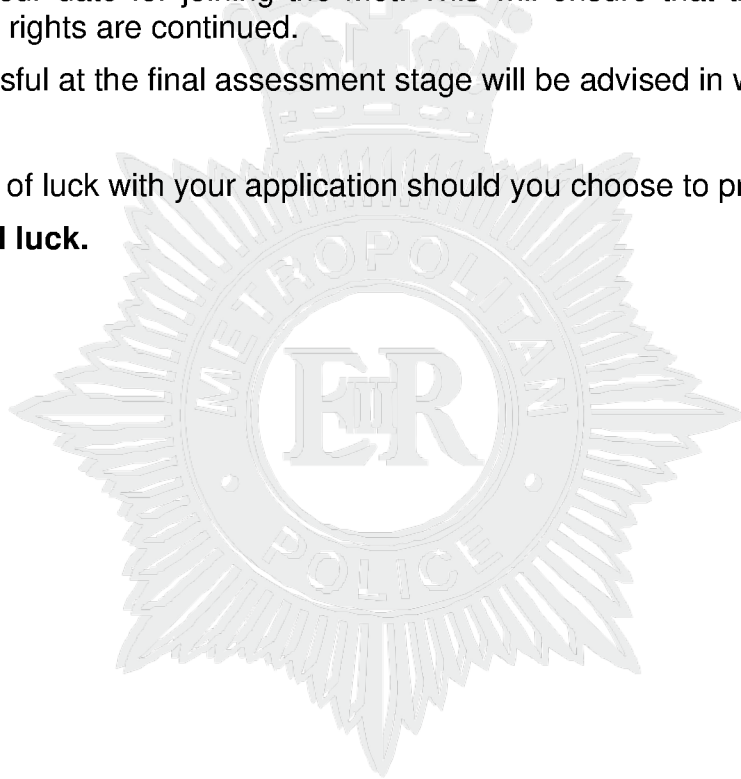 rights are continued.
sful at the final assessment stage will be advised in
of luck with your application should you choose to
luck.
METROPOLITAN
EIIR
POLICE